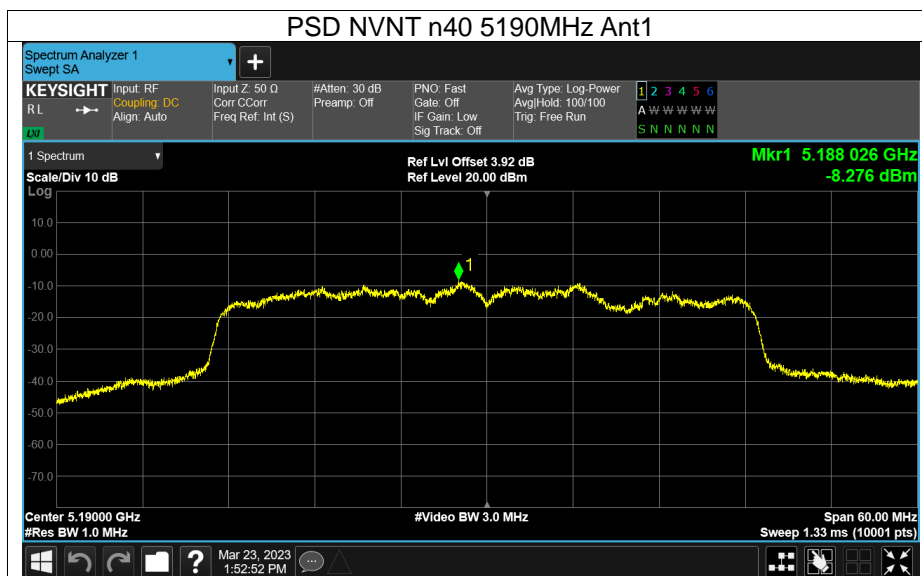 PSD NVNT n40 5190MHz Ant1
Spectrum Analyzer 1
Swept SA
KEYSIGHT Input: RF Input Z: 50 Ω #Atten: 30 dB PNO: Fast Avg Type: Log-Power 1 2 3 4 5 6
RL Coupling: DC Corr CCorr Preamp: Off Gate: Off Avg|Hold: 100/100 A W W W W W
Align: Auto Freq Ref: Int (S) IF Gain: Low Trig: Free Run
LXI Sig Track: Off S N N N N N
1 Spectrum Ref Lvl Offset 3.92 dB Mkr1 5.188 026 GHz
Scale/Div 10 dB Ref Level 20.00 dBm -8.276 dBm
Log
10.0
0.00
1
-10.0
-20.0
-30.0
-40.0
-50.0
-60.0
-70.0
Center 5.19000 GHz #Video BW 3.0 MHz Span 60.00 MHz
#Res BW 1.0 MHz Sweep 1.33 ms (10001 pts)
? Mar 23, 2023
1:52:52 PM